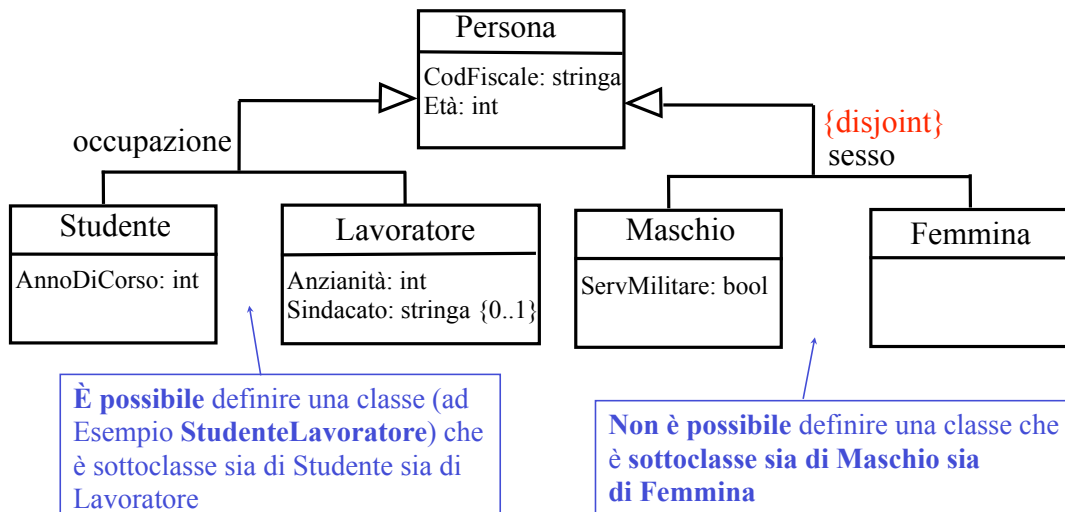 Persona
CodFiscale: stringa
Età: int
occupazione
{disjoint}
sesso
Studente
AnnoDiCorso: int
Lavoratore
Anzianità: int
Sindacato: stringa {0..1}
Maschio
ServMilitare: bool
Femmina
È possibile definire una classe (ad
Esempio StudenteLavoratore) che
è sottoclasse sia di Studente sia di
Lavoratore
Non è possibile definire una classe che
è sottoclasse sia di Maschio sia
di Femmina